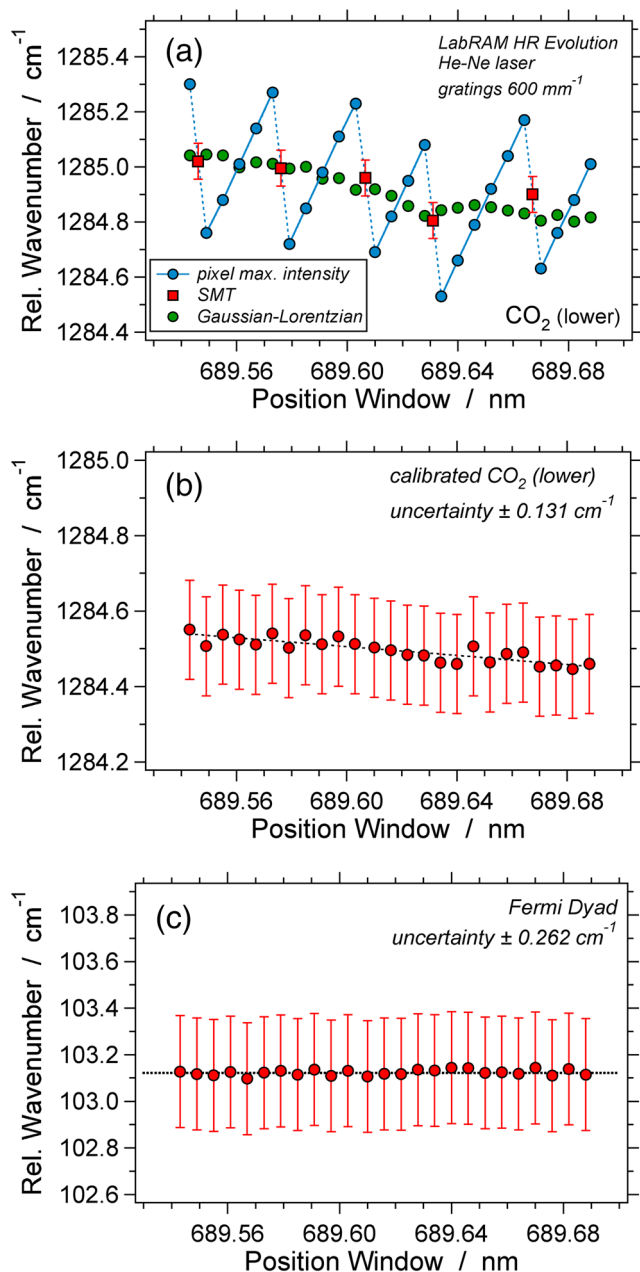 (a)
LabRAM HR Evolution
He-Ne laser
gratings 600 mm⁻¹
1285.4
1285.2
1285.0
1284.8
1284.6
1284.4
Rel. Wavenumber / cm⁻¹
pixel max. intensity
SMT
Gaussian-Lorentzian
CO₂ (lower)
689.56 689.60 689.64 689.68
Position Window / nm
(b)
calibrated CO₂ (lower)
uncertainty ± 0.131 cm⁻¹
1285.0
1284.8
1284.6
1284.4
1284.2
Rel. Wavenumber / cm⁻¹
689.56 689.60 689.64 689.68
Position Window / nm
(c)
Fermi Dyad
uncertainty ± 0.262 cm⁻¹
103.8
103.6
103.4
103.2
103.0
102.8
102.6
Rel. Wavenumber / cm⁻¹
689.56 689.60 689.64 689.68
Position Window / nm